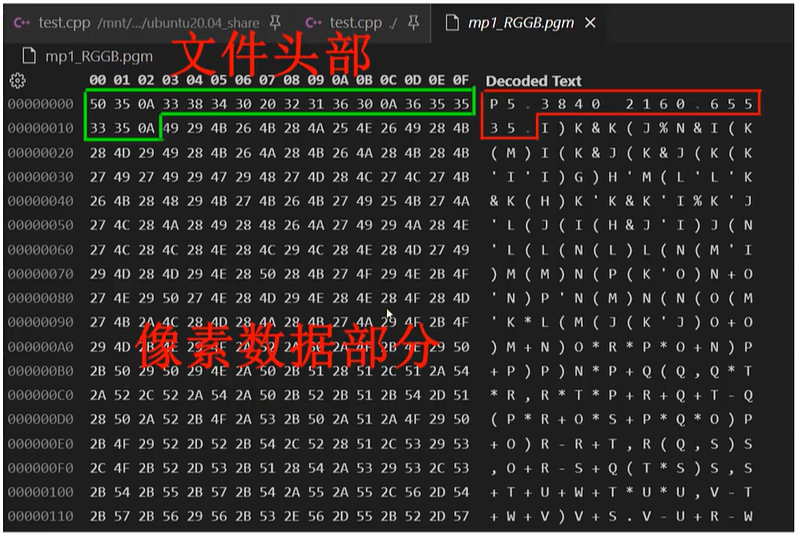 test.cpp /mnt/.../ubuntu20.04_share test.cpp ./ mp1_RGGB.pgm
mp1_RGGB.pgm
文件头部
00 01 02 03 04 05 06 07 08 09 0A 0B 0C 0D 0E 0F Decoded Text
00000000 50 35 0A 33 38 34 30 20 32 31 36 30 0A 36 35 35 P 5 . 3 8 4 0 2 1 6 0 . 6 5 5
00000010 33 35 0A 49 29 4B 26 4B 28 4A 25 4E 26 49 28 4B 3 5 . I ) K & K ( J % N & I ( K
00000020 28 4D 29 49 28 4B 26 4A 28 4B 26 4A 28 4B 28 4B ( M ) I ( K & J ( K & J ( K ( K
00000030 27 49 27 49 29 47 29 48 27 4D 28 4C 27 4C 27 4B ' I ' I ) G ) H ' M ( L ' L ' K
00000040 26 4B 28 48 29 4B 27 4B 26 4B 27 49 25 4B 27 4A & K ( H ) K ' K & K ' I % K ' J
00000050 27 4C 28 4A 28 49 28 48 26 4A 27 49 29 4A 28 4E ' L ( J ( I ( H & J ' I ) J ( N
00000060 27 4C 28 4C 28 4E 28 4C 29 4C 28 4E 28 4D 27 49 ' L ( L ( N ( L ) L ( N ( M ' I
00000070 29 4D 28 4D 29 4E 28 50 28 4B 27 4F 29 4E 2B 4F ) M ( M ) N ( P ( K ' O ) N + O
00000080 27 4E 29 50 27 4E 28 4D 29 4E 28 4E 28 4F 28 4D ' N ) P ' N ( M ) N ( N ( O ( M
00000090 27 4B 2A 4C 28 4D 28 4A 28 4B 27 4A 29 4F 2B 4F ' K * L ( M ( J ( K ' J ) O + O
像素数据部分
000000A0 29 4D 2B 4E 29 4F 2A 52 2A 50 2A 4F 2B 4E 29 50 ) M + N ) O * R * P * O + N ) P
000000B0 2B 50 29 50 29 4E 2A 50 2B 51 28 51 2C 51 2A 54 + P ) P ) N * P + Q ( Q , Q * T
000000C0 2A 52 2C 52 2A 54 2A 50 2B 52 2B 51 2B 54 2D 51 * R , R * T * P + R + Q + T - Q
000000D0 28 50 2A 52 2B 4F 2A 53 2B 50 2A 51 2A 4F 29 50 ( P * R + O * S + P * Q * O ) P
000000E0 2B 4F 29 52 2D 52 2B 54 2C 52 28 51 2C 53 29 53 + O ) R - R + T , R ( Q , S ) S
000000F0 2C 4F 2B 52 2D 53 2B 51 28 54 2A 53 29 53 2C 53 , O + R - S + Q ( T * S ) S , S
00000100 2B 54 2B 55 2B 57 2B 54 2A 55 2A 55 2C 56 2D 54 + T + U + W + T * U * U , V - T
00000110 2B 57 2B 56 29 56 2B 53 2E 56 2D 55 2B 52 2D 57 + W + V ) V + S . V - U + R - W